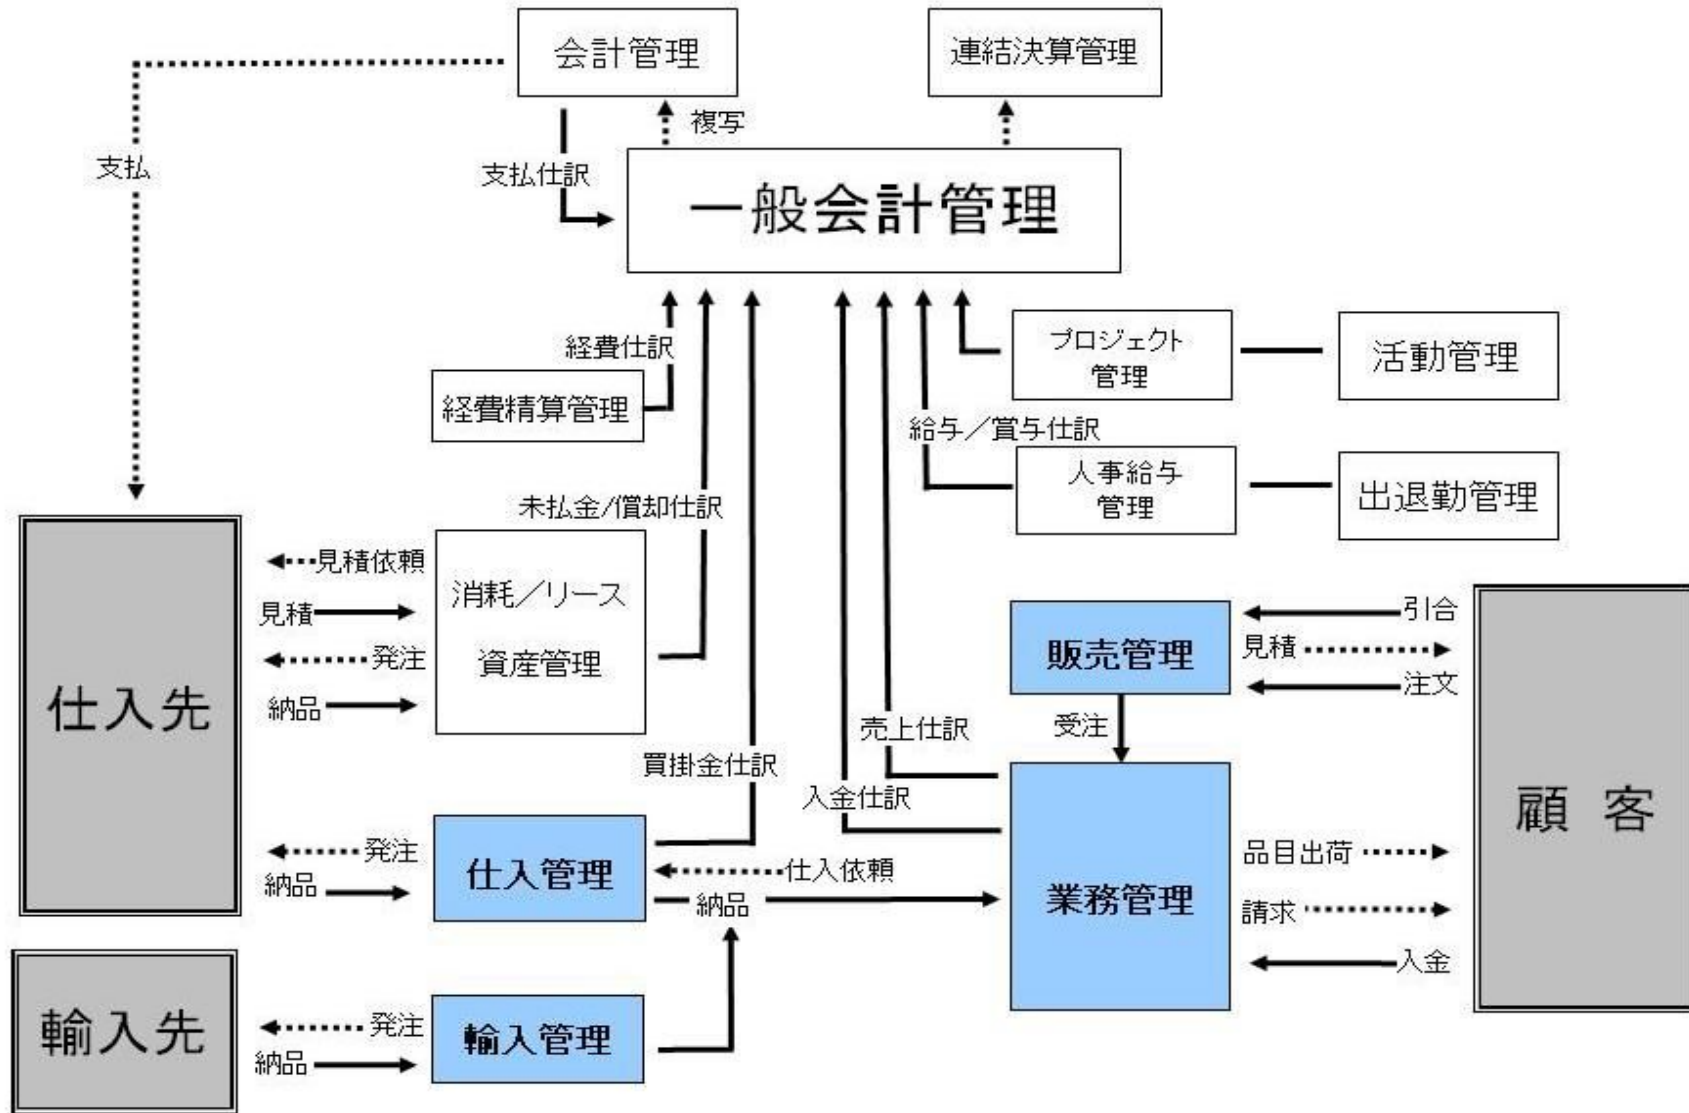 会計管理
連結決算管理
複写
支払
支払仕訳
一般会計管理
経費仕訳
経費精算管理
プロジェクト
管理
活動管理
給与／賞与仕訳
人事給与
管理
出退勤管理
未払金/償却仕訳
見積依頼
見積
発注
納品
消耗／リース
資産管理
仕入先
販売管理
引合
見積
注文
受注
売上仕訳
買掛金仕訳
入金仕訳
顧 客
発注
納品
仕入管理
仕入依頼
納品
業務管理
品目出荷
請求
入金
輸入先
発注
納品
輸入管理